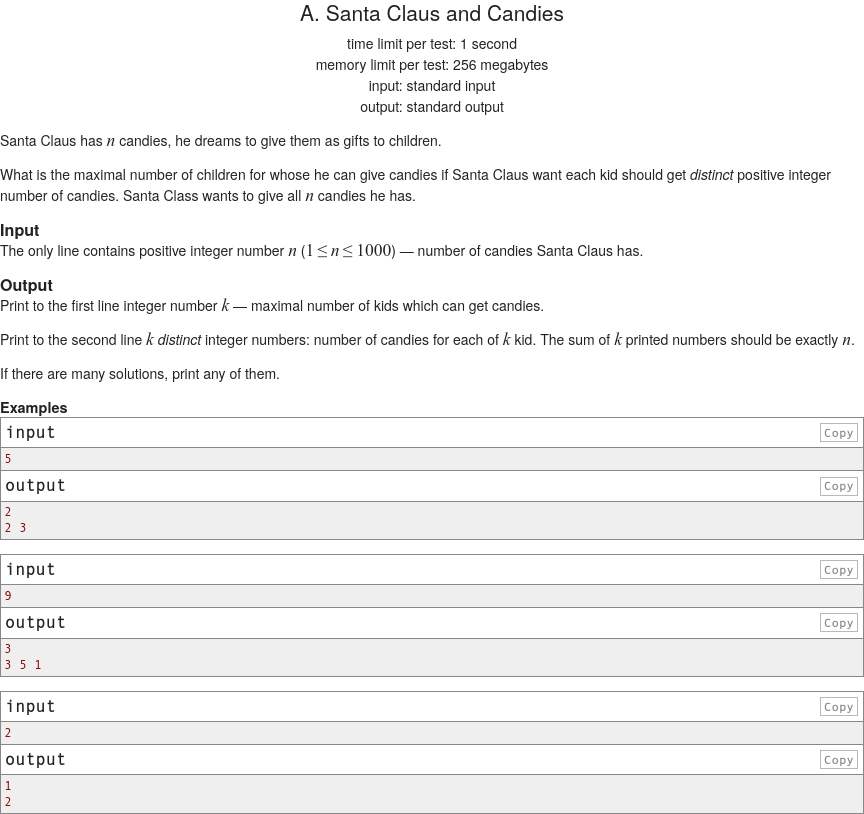 A. Santa Claus and Candies
time limit per test: 1 second
memory limit per test: 256 megabytes
input: standard input
output: standard output
Santa Claus has n candies, he dreams to give them as gifts to children.
What is the maximal number of children for whose he can give candies if Santa Claus want each kid should get distinct positive integer
number of candies. Santa Class wants to give all n candies he has.
Input
The only line contains positive integer number n (1 ≤ n ≤ 1000) — number of candies Santa Claus has.
Output
Print to the first line integer number k — maximal number of kids which can get candies.
Print to the second line k distinct integer numbers: number of candies for each of k kid. The sum of k printed numbers should be exactly n.
If there are many solutions, print any of them.
Examples
input Copy
5
output Copy
2
2 3
input Copy
9
output Copy
3
3 5 1
input Copy
2
output Copy
1
2